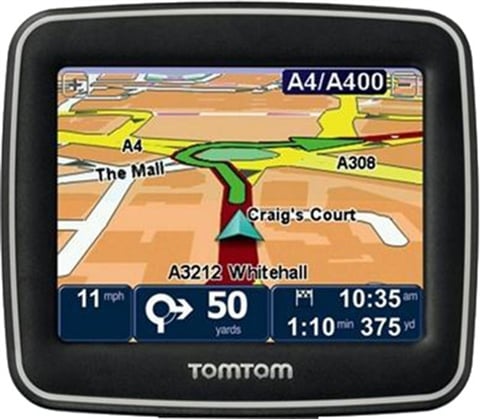 A4/A400
A4
A308
The Mall
Craig's Court
A3212 Whitehall
11 mph
50 yards
10:35 am
1:10 min 375 yd
TOMTOM